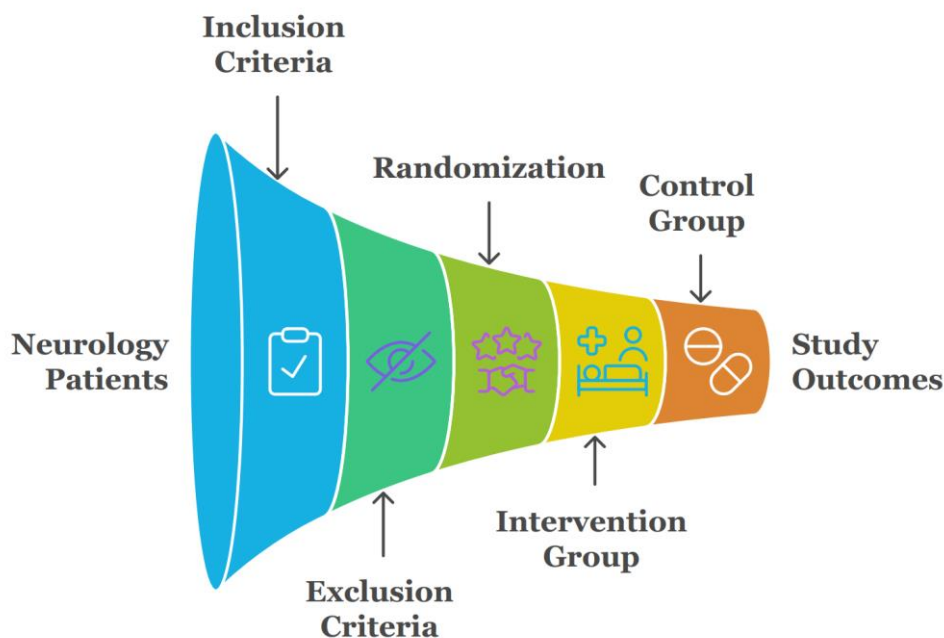 Inclusion
Criteria
Randomization
Control
Group
Neurology
Patients
Study
Outcomes
Intervention
Group
Exclusion
Criteria